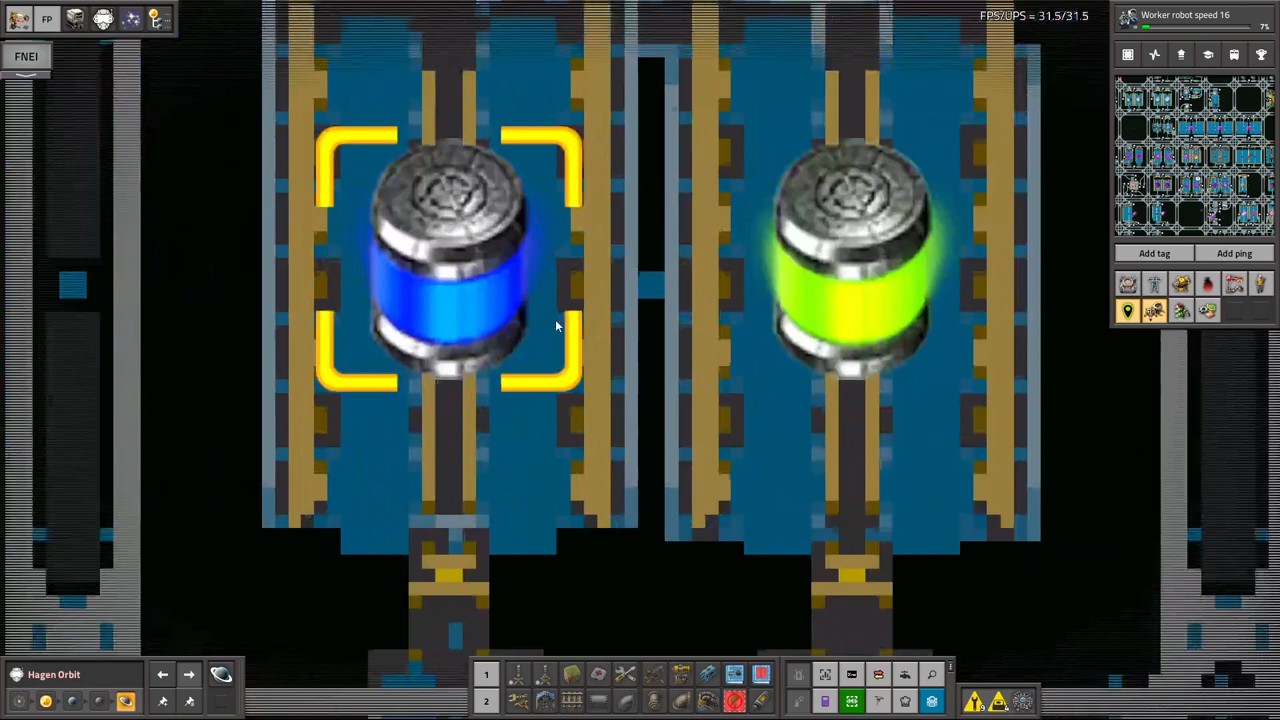 FP
FPS/UPS = 31.5/31.5
Worker robot speed 16
7%
FNEI
Add tag
Add ping
Hagen Orbit
1
2
9